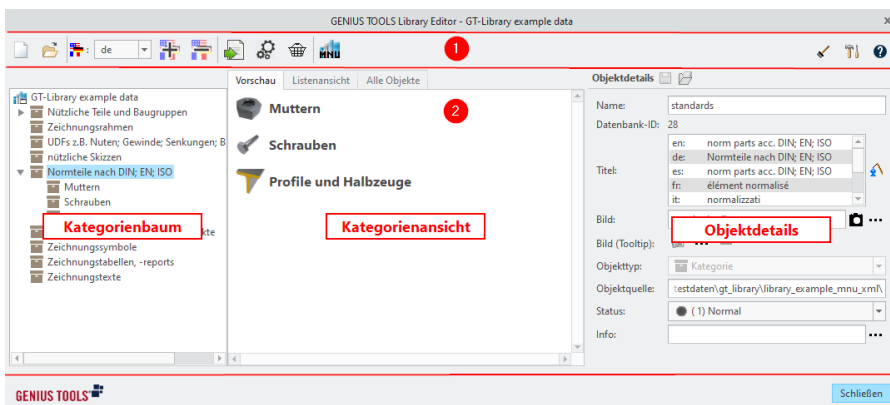 GENIUS TOOLS Library Editor - GT-Library example data
de
MNU
1
Vorschau
Listenansicht
Alle Objekte
Objektdetails
GT-Library example data
Nützliche Teile und Baugruppen
Zeichnungsrahmen
UDFs z.B. Nuten; Gewinde; Senkungen; B
nützliche Skizzen
Normteile nach DIN; EN; ISO
Muttern
Schrauben
Kategorienbaum
kte
Zeichnungssymbole
Zeichnungstabellen, -reports
Zeichnungstexte
Muttern
2
Schrauben
Profile und Halbzeuge
Kategorienansicht
Name:
standards
Datenbank-ID:
28
Titel:
en: norm parts acc. DIN; EN; ISO
de: Normteile nach DIN; EN; ISO
es: norm parts acc. DIN; EN; ISO
fr: élément normalisé
it: normalizzati
Bild:
Objektdetails
Bild (Tooltip):
Objekttyp:
Kategorie
Objektquelle:
testdaten\gt_library\library_example_mnu_xml\
Status:
( 1) Normal
Info:
GENIUS TOOLS
Schließen